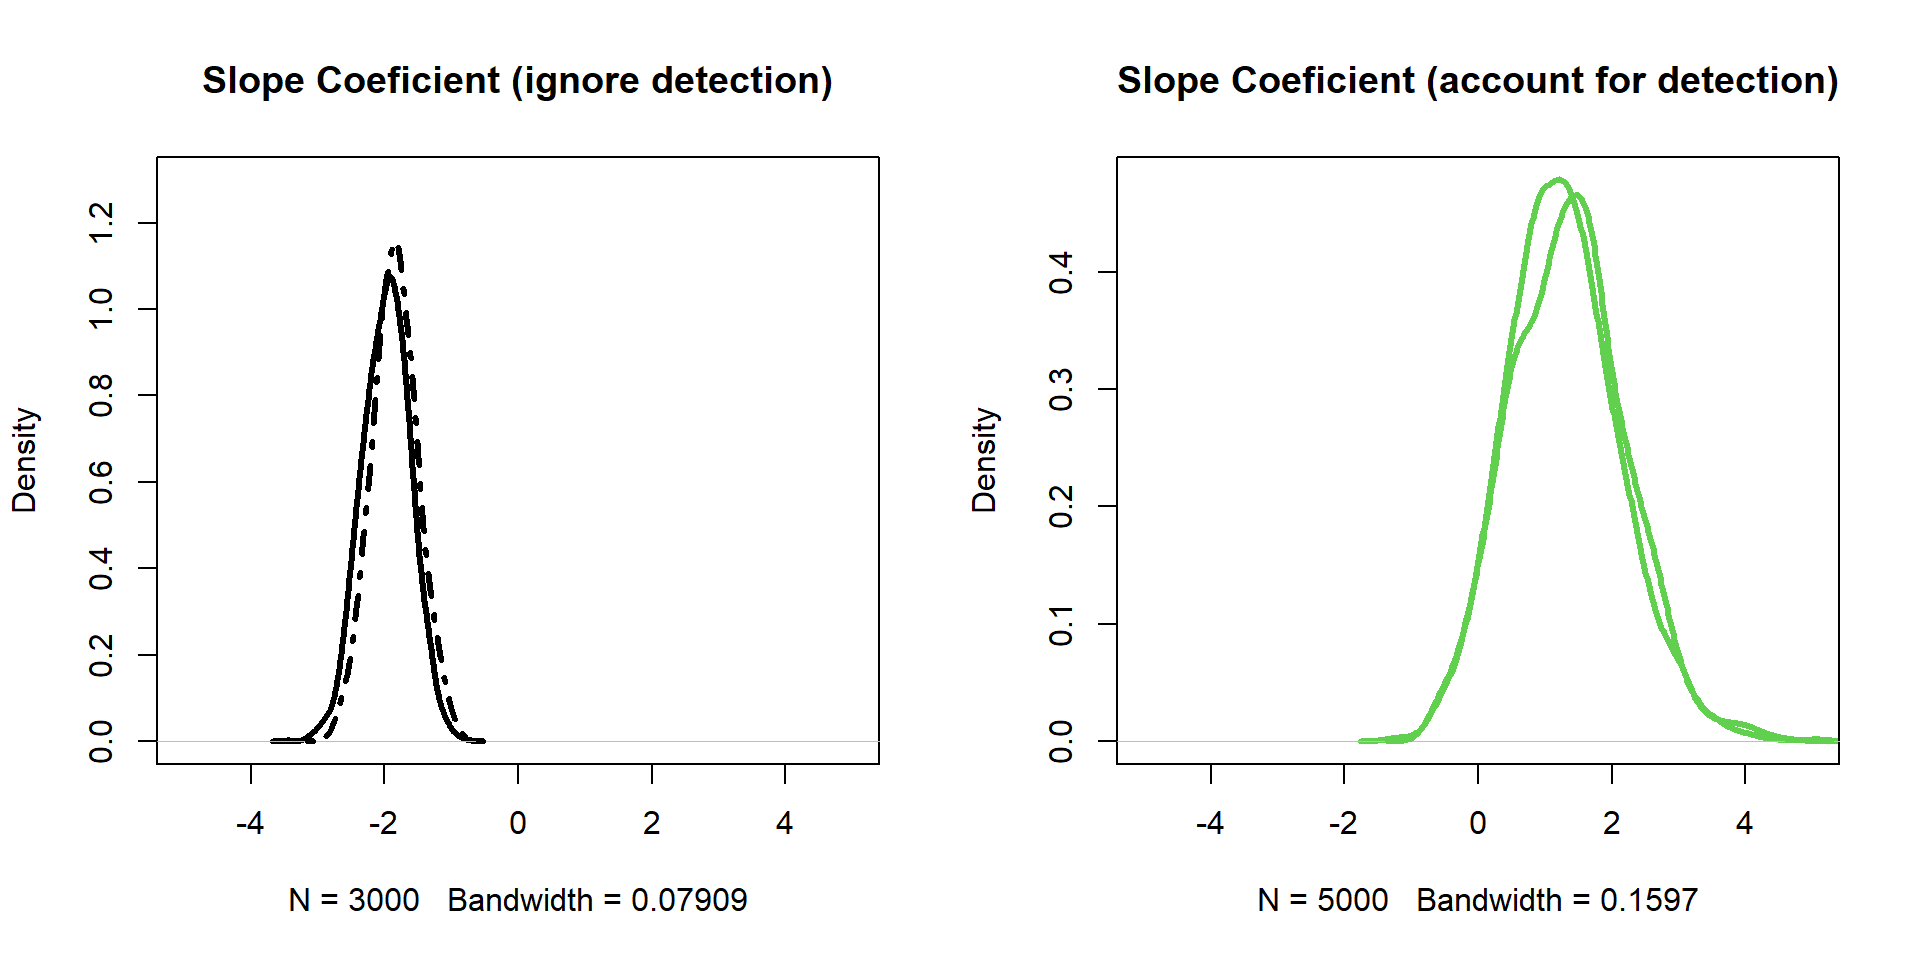 Slope Coeficient (ignore detection)
Density
0.0 0.2 0.4 0.6 0.8 1.0 1.2
-4 -2 0 2 4
N = 3000 Bandwidth = 0.07909
Slope Coeficient (account for detection)
Density
0.0 0.1 0.2 0.3 0.4
-4 -2 0 2 4
N = 5000 Bandwidth = 0.1597